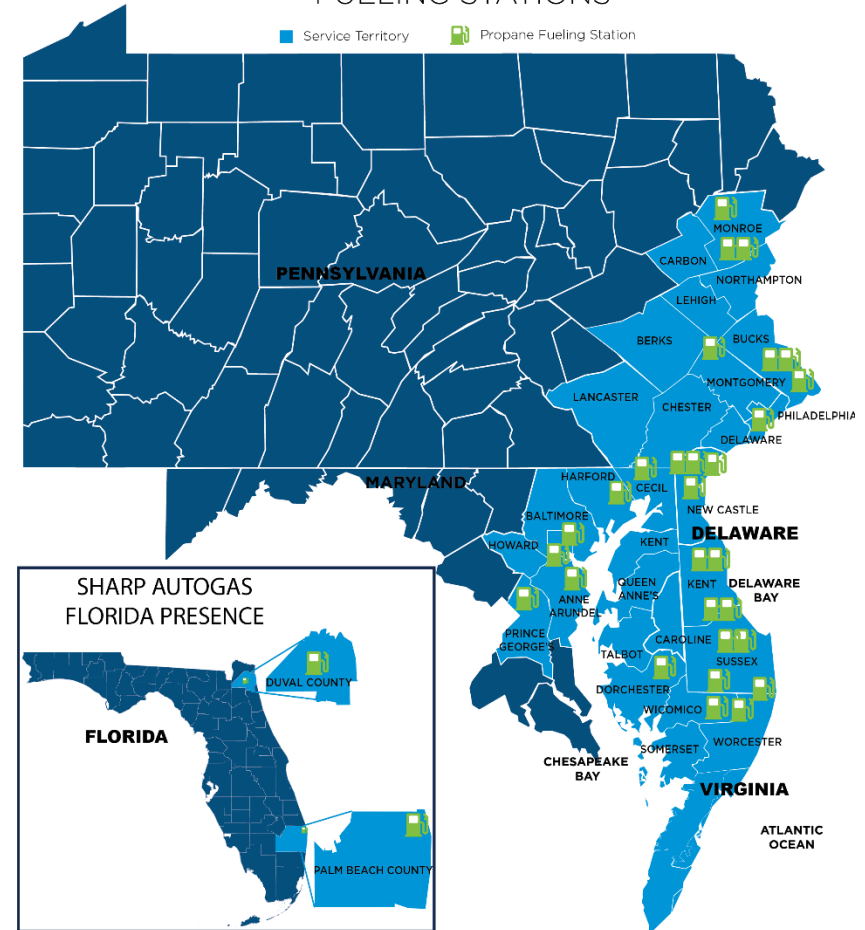 FUELING STATIONS
Service Territory
Propane Fueling Station
MONROE
CARBON
PENNSYLVANIA
NORTHAMPTON
LEHIGH
BERKS
BUCKS
MONTGOMERY
LANCASTER
CHESTER
PHILADELPHIA
DELAWARE
MARYLAND
HARFORD
CECIL
NEW CASTLE
BALTIMORE
DELAWARE
HOWARD
KENT
KENT
DELAWARE
BAY
QUEEN
ANNE'S
ANNE
ARUNDEL
PRINCE
GEORGE'S
CAROLINE
TALBOT
SUSSEX
DORCHESTER
WICOMICO
WORCESTER
SOMERSET
CHESAPEAKE
BAY
VIRGINIA
ATLANTIC
OCEAN
SHARP AUTOGAS
FLORIDA PRESENCE
DUVAL COUNTY
FLORIDA
PALM BEACH COUNTY